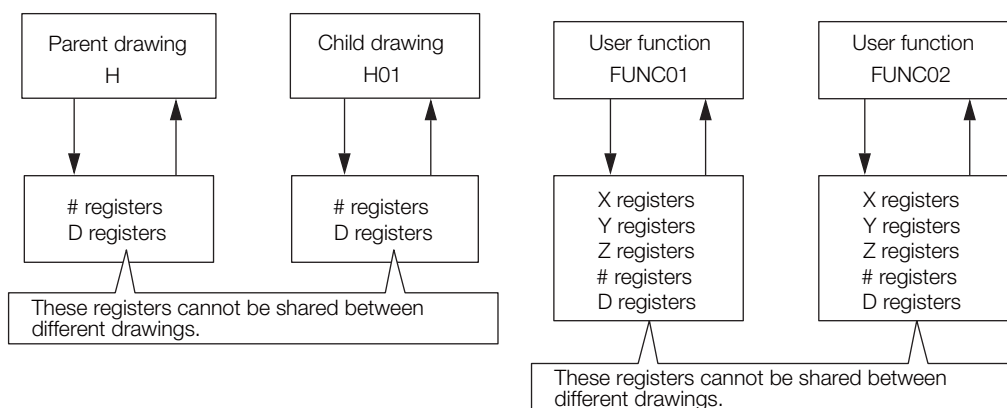 Parent drawing
H
Child drawing
H01
User function
FUNC01
User function
FUNC02
# registers
D registers
# registers
D registers
X registers
Y registers
Z registers
# registers
D registers
X registers
Y registers
Z registers
# registers
D registers
These registers cannot be shared between
different drawings.
These registers cannot be shared between
different drawings.